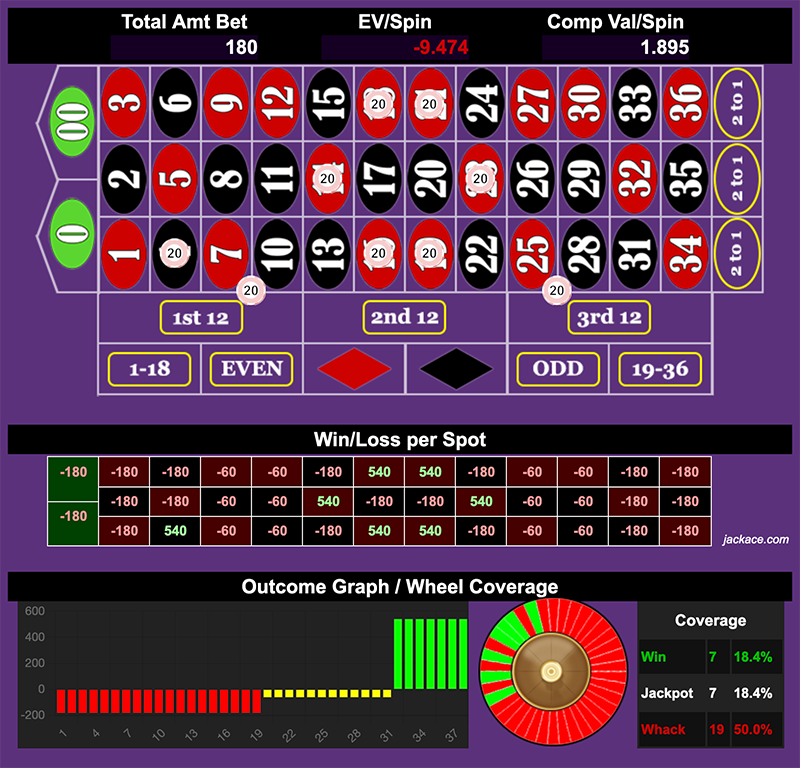 Total Amt Bet EV/Spin Comp Val/Spin
180 -9.474 1.895
00 3 6 9 12 15 20 20 24 27 30 33 36 2 to 1
2 5 8 11 20 17 20 20 26 29 32 35 2 to 1
0 1 20 7 10 13 20 20 22 25 28 31 34 2 to 1
20 20
1st 12 2nd 12 3rd 12
1-18 EVEN ODD 19-36
Win/Loss per Spot
-180 -180 -180 -60 -60 -180 540 540 -180 -60 -60 -180 -180
-180 -180 -60 -60 540 -180 -180 540 -60 -60 -180 -180
-180 -180 540 -60 -60 -180 540 540 -180 -60 -60 -180 -180
jackace.com
Outcome Graph / Wheel Coverage
600
400
200
0
-200
1 4 7 10 13 16 19 22 25 28 31 34 37
Coverage
Win 7 18.4%
Jackpot 7 18.4%
Whack 19 50.0%